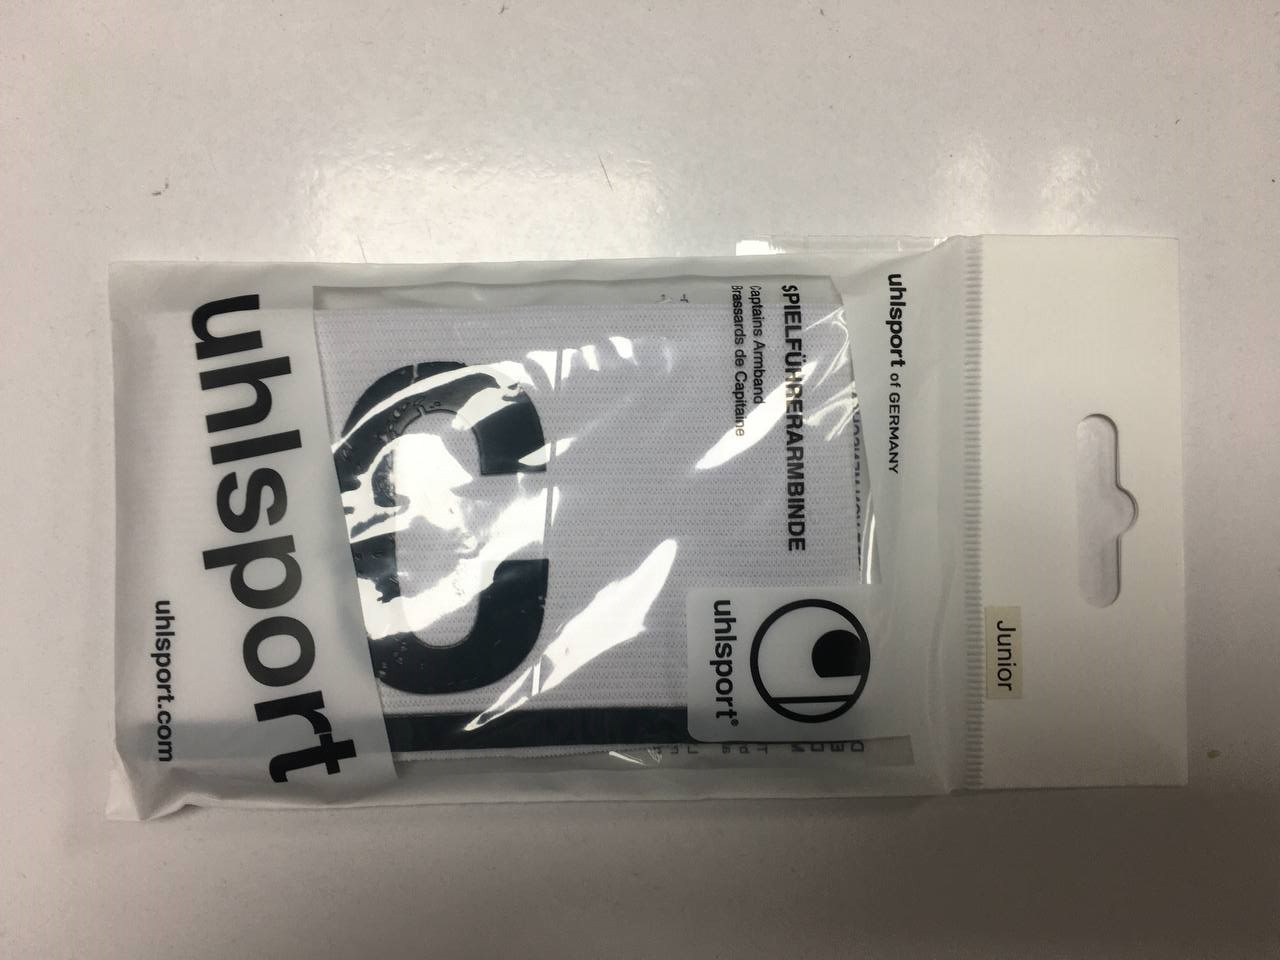 Junior
uhlsport of GERMANY
SPIELFÜHRERARMBINDE
Captains Armband
Brassards de Capitaine
uhlsport®
C
uhlsport
uhlsport.com